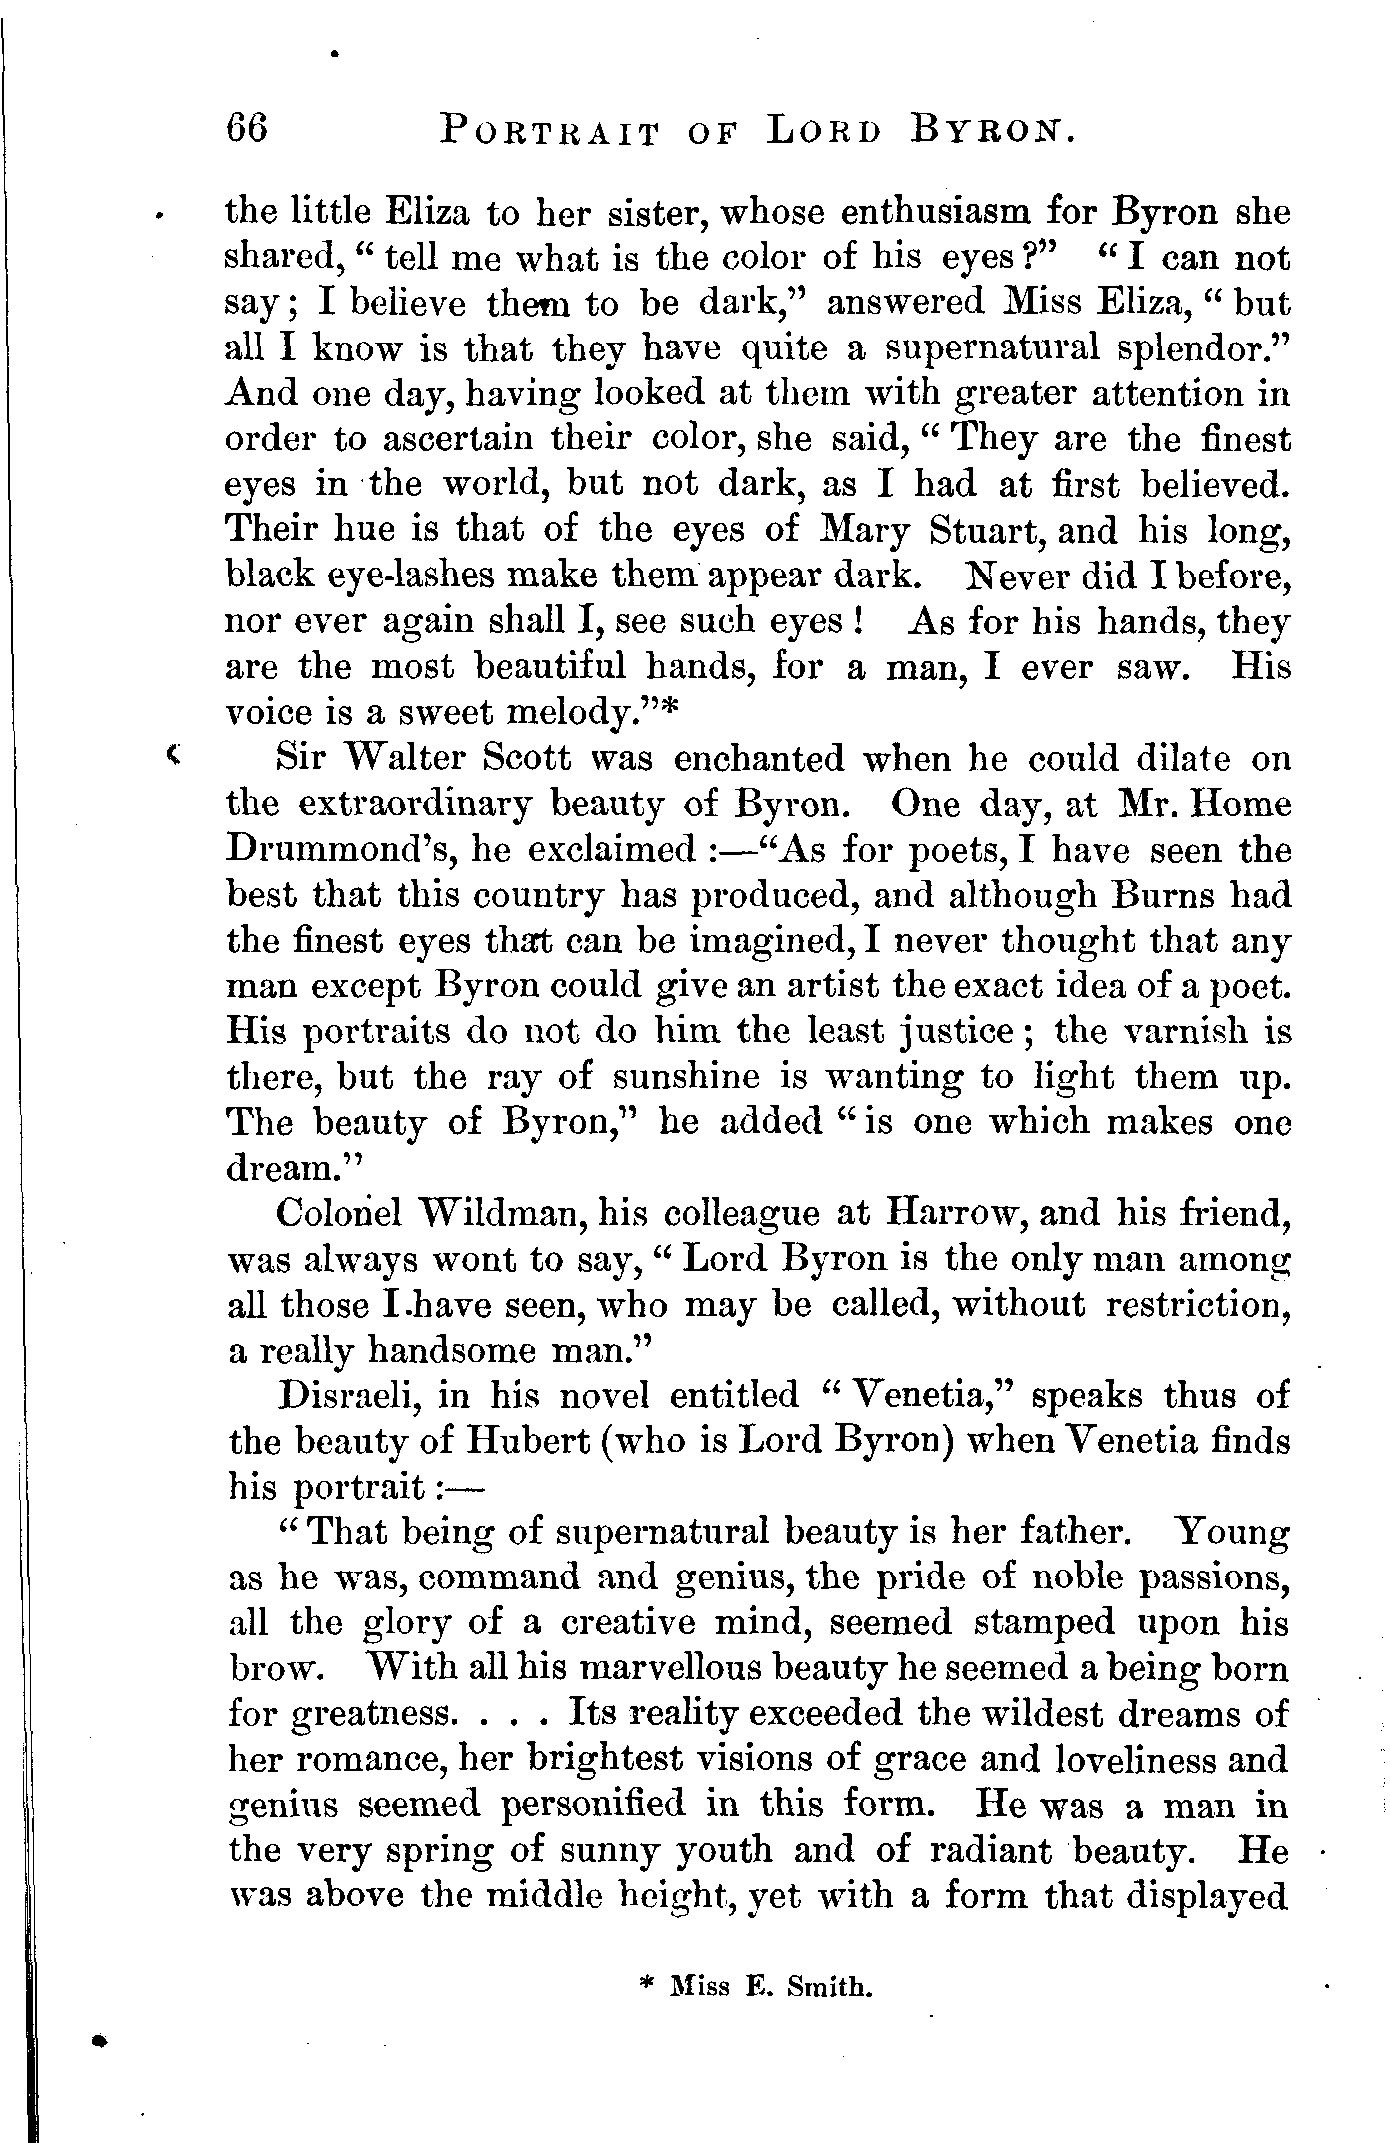 66 PORTRAIT OF LORD BYRON.
the little Eliza to her sister, whose enthusiasm for Byron she
shared, “ tell me what is the color of his eyes ?” “ I can not
say ; I believe them to be dark,” answered Miss Eliza, “ but
all I know is that they have quite a supernatural splendor.”
And one day, having looked at them with greater attention in
order to ascertain their color, she said, “ They are the finest
eyes in the world, but not dark, as I had at first believed.
Their hue is that of the eyes of Mary Stuart, and his long,
black eye-lashes make them appear dark. Never did I before,
nor ever again shall I, see such eyes ! As for his hands, they
are the most beautiful hands, for a man, I ever saw. His
voice is a sweet melody.”*
Sir Walter Scott was enchanted when he could dilate on
the extraordinary beauty of Byron. One day, at Mr. Home
Drummond’s, he exclaimed :—“As for poets, I have seen the
best that this country has produced, and although Burns had
the finest eyes that can be imagined, I never thought that any
man except Byron could give an artist the exact idea of a poet.
His portraits do not do him the least justice ; the varnish is
there, but the ray of sunshine is wanting to light them up.
The beauty of Byron,” he added “ is one which makes one
dream.”
Colonel Wildman, his colleague at Harrow, and his friend,
was always wont to say, “ Lord Byron is the only man among
all those I have seen, who may be called, without restriction,
a really handsome man.”
Disraeli, in his novel entitled “ Venetia,” speaks thus of
the beauty of Hubert (who is Lord Byron) when Venetia finds
his portrait :—
“ That being of supernatural beauty is her father. Young
as he was, command and genius, the pride of noble passions,
all the glory of a creative mind, seemed stamped upon his
brow. With all his marvellous beauty he seemed a being born
for greatness. . . . Its reality exceeded the wildest dreams of
her romance, her brightest visions of grace and loveliness and
genius seemed personified in this form. He was a man in
the very spring of sunny youth and of radiant beauty. He
was above the middle height, yet with a form that displayed
* Miss E. Smith.